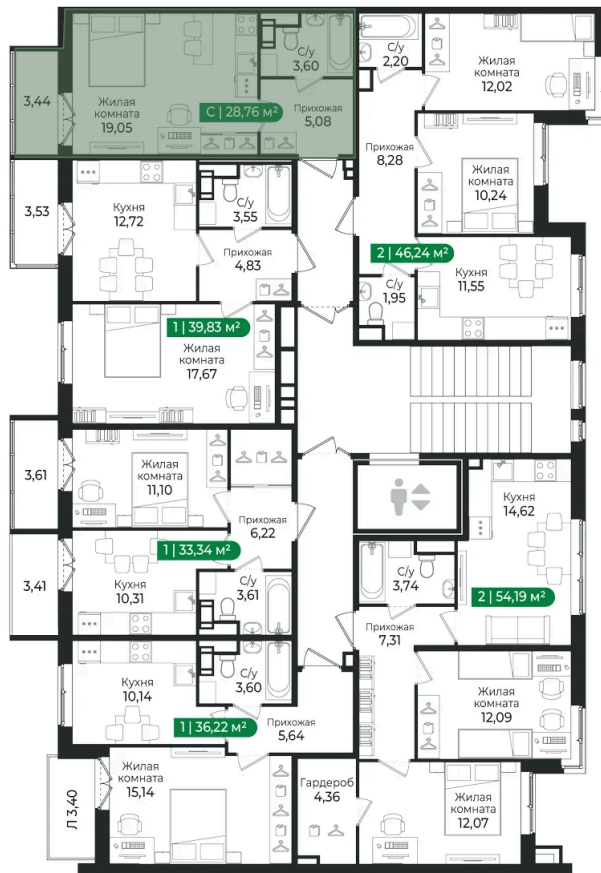 3,44
Жилая
комната
19,05
С/у
3,60
С | 28,76 м²
Прихожая
5,08
С/у
2,20
Жилая
комната
12,02
Прихожая
8,28
Жилая
комната
10,24
3,53
Кухня
12,72
С/у
3,55
Прихожая
4,83
2 | 46,24 м²
11,55
С/у
1,95
1 | 39,83 м²
Жилая
комната
17,67
3,61
Жилая
комната
11,10
Прихожая
6,22
Кухня
14,62
3,41
1 | 33,34 м²
Кухня
10,31
С/у
3,61
С/у
3,74
2 | 54,19 м²
Прихожая
7,31
Кухня
10,14
С/у
3,60
Жилая
комната
12,09
1 | 36,22 м²
Прихожая
5,64
Л 3,40
Жилая
комната
15,14
Гардероб
4,36
Жилая
комната
12,07